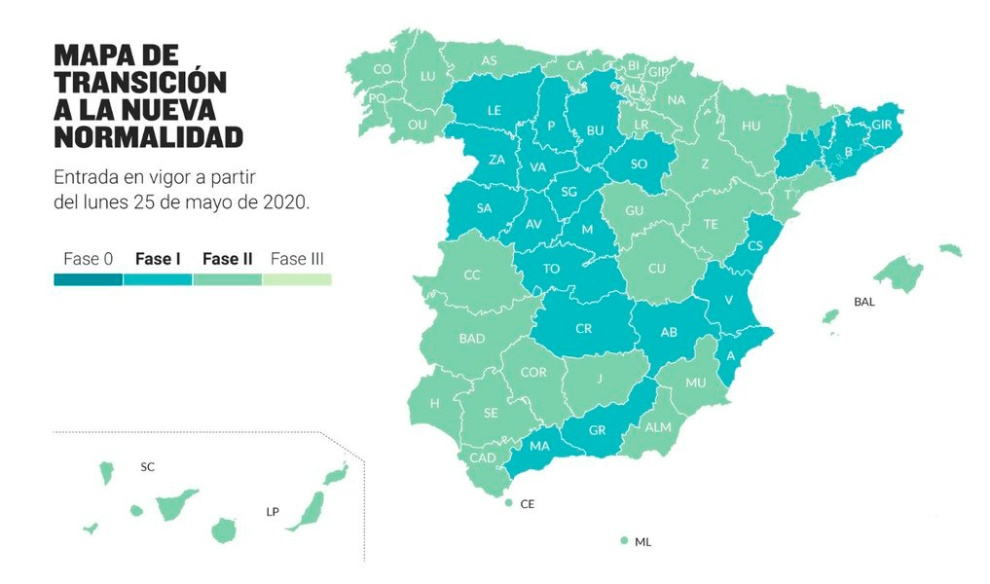 MAPA DE
TRANSICIÓN
A LA NUEVA
NORMALIDAD
Entrada en vigor a partir
del lunes 25 de mayo de 2020.
Fase 0 Fase I Fase II Fase III
CO
LU
AS
CA
BI
GIP
PO
OU
LE
P
BU
ALA
NA
LR
HU
L
B
GIR
ZA
VA
SO
Z
T
SA
SG
AV
M
GU
TE
CS
CC
TO
CU
V
BAL
BAD
CR
AB
A
COR
J
MU
H
SE
GR
ALM
CAD
MA
CE
ML
SC
LP